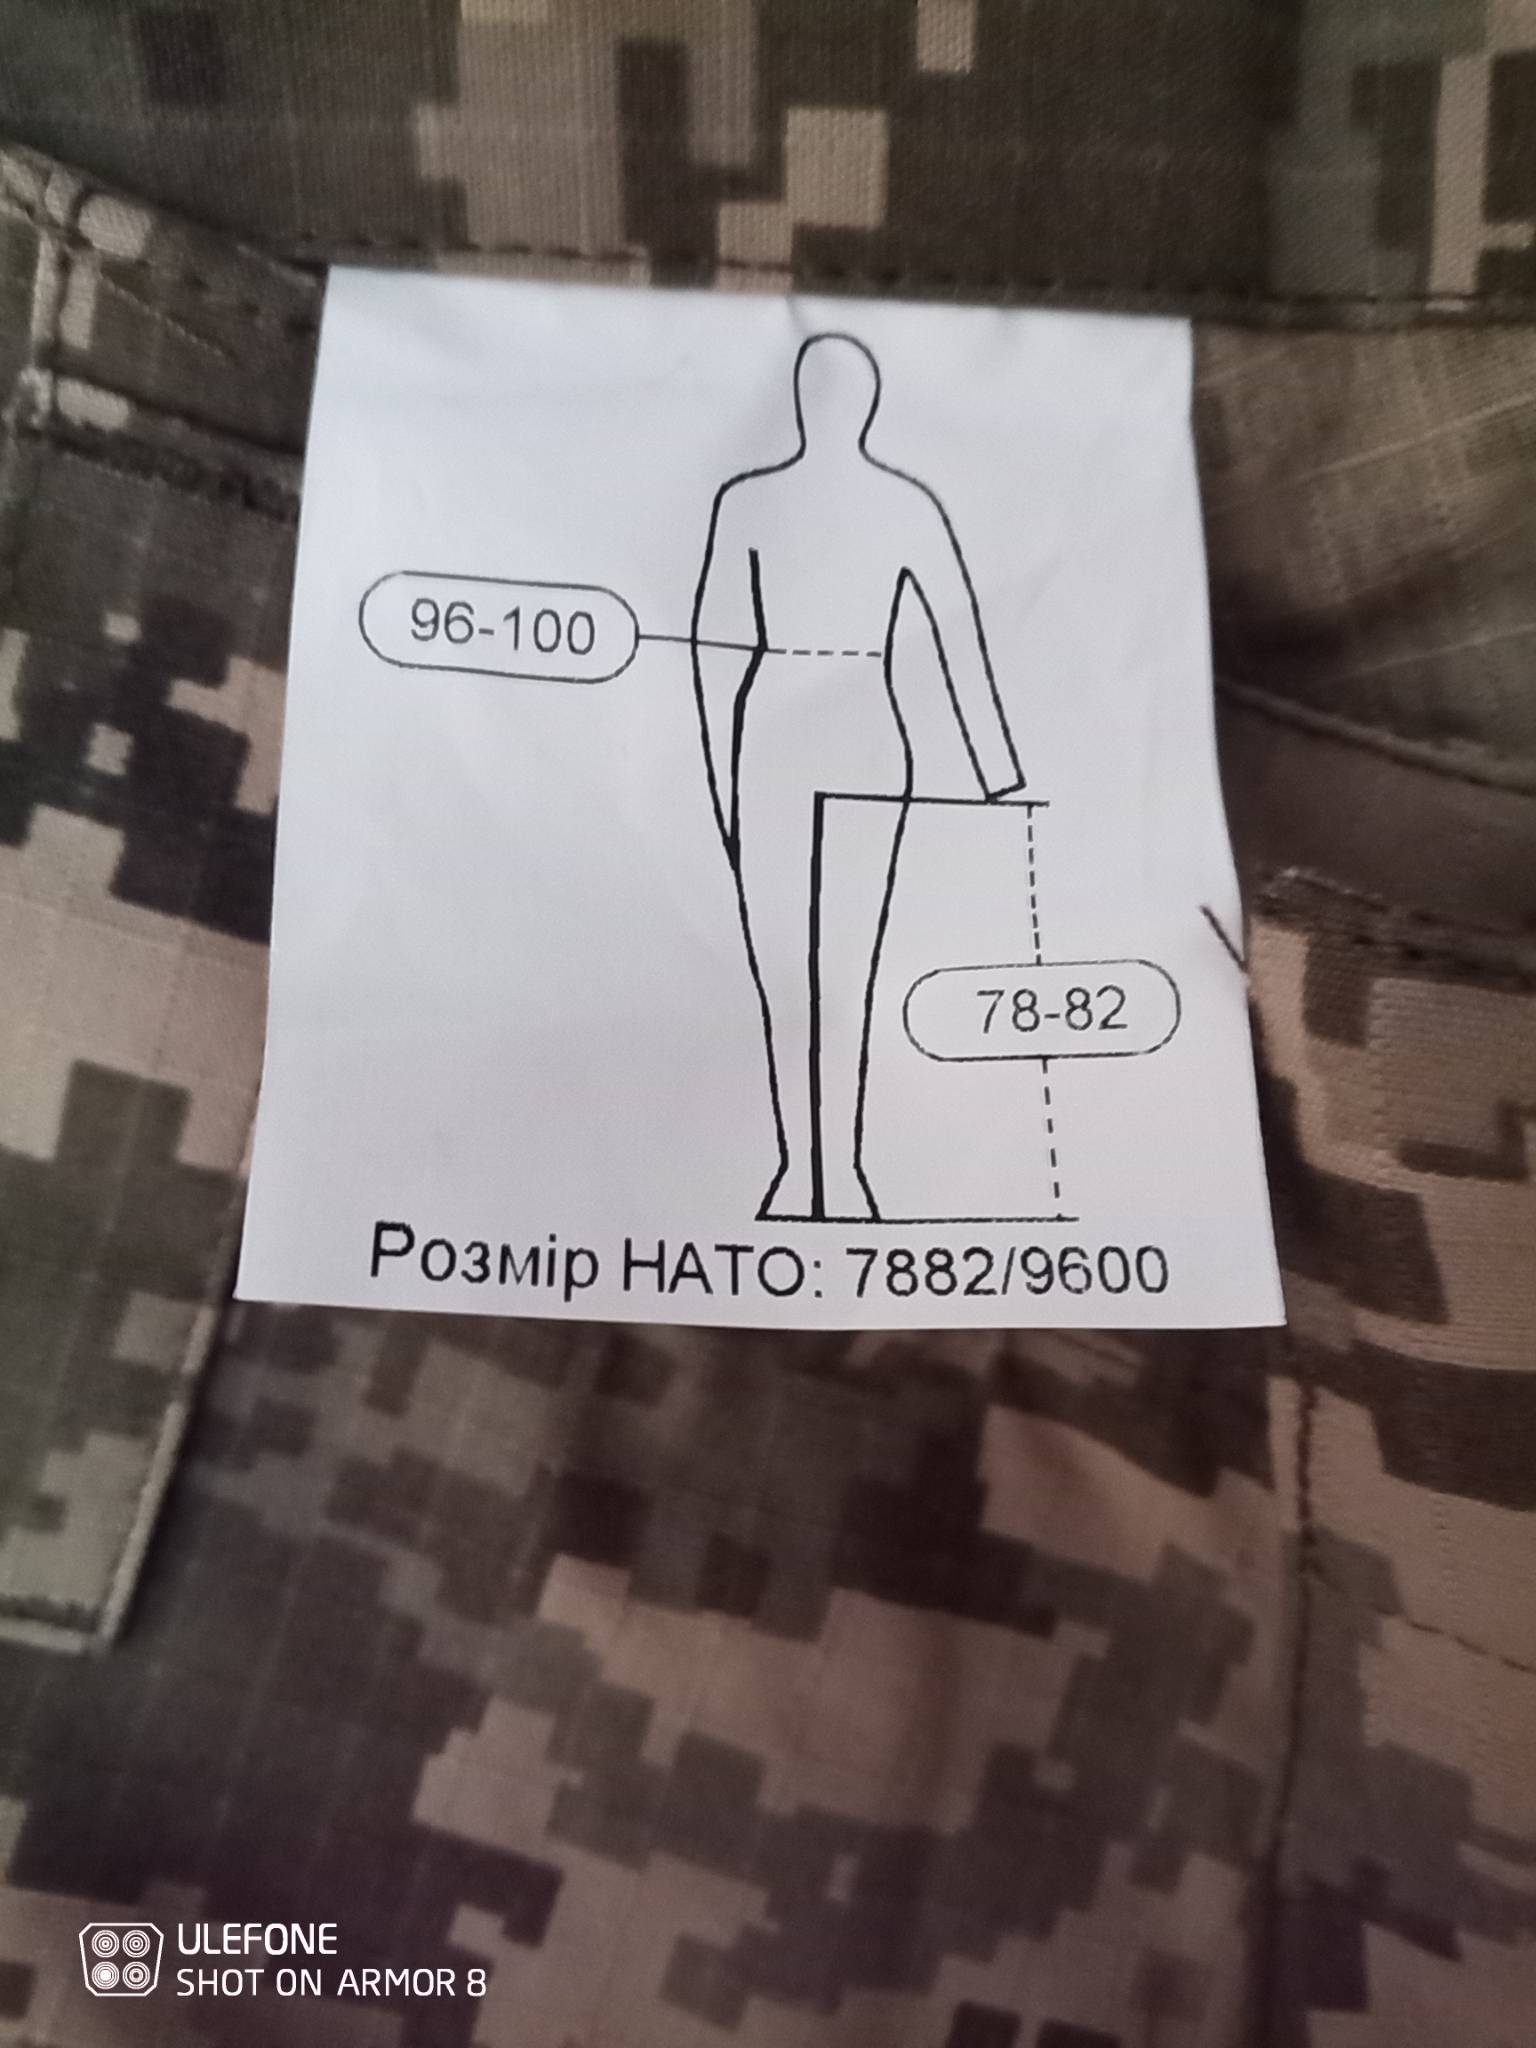 96-100
78-82
Розмір НАТО: 7882/9600
ULEFONE
SHOT ON ARMOR 8